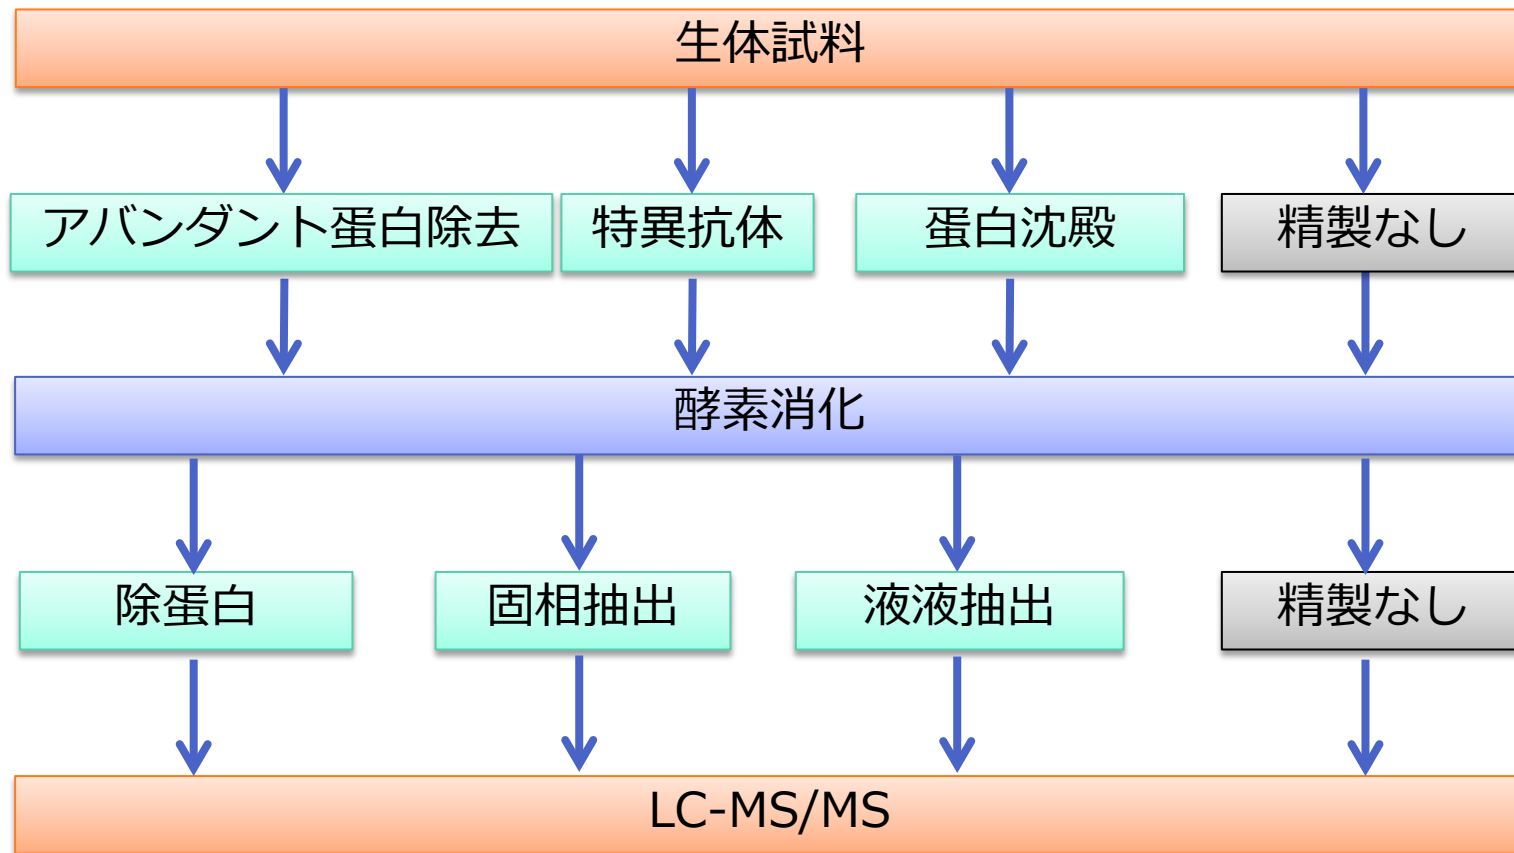 生体試料
アバンダント蛋白除去
特異抗体
蛋白沈殿
精製なし
酵素消化
除蛋白
固相抽出
液液抽出
精製なし
LC-MS/MS